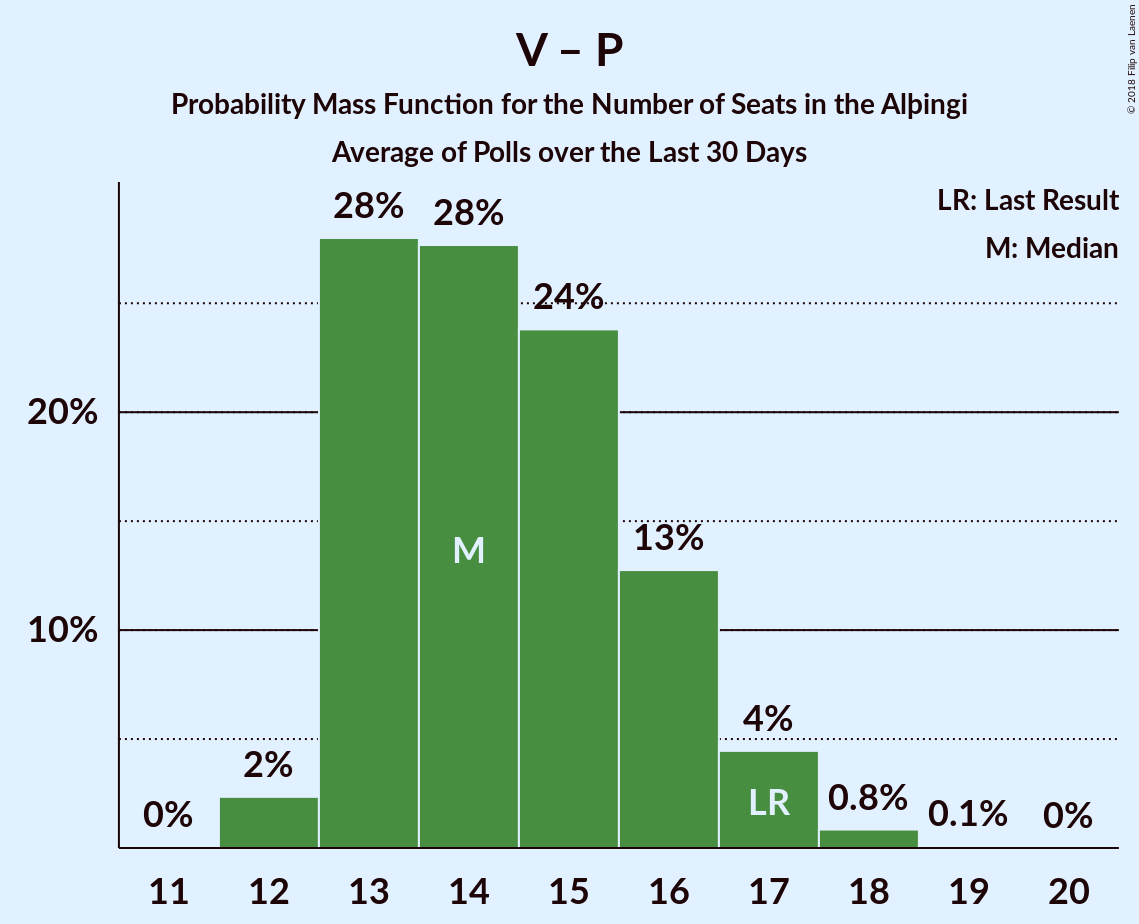 V – P
Probability Mass Function for the Number of Seats in the Alþingi
Average of Polls over the Last 30 Days
© 2018 Filip van Laenen
LR: Last Result
M: Median
28%
28%
24%
20%
13%
M
10%
4%
2%
LR
0.8%
0%
0.1%
0%
11 12 13 14 15 16 17 18 19 20